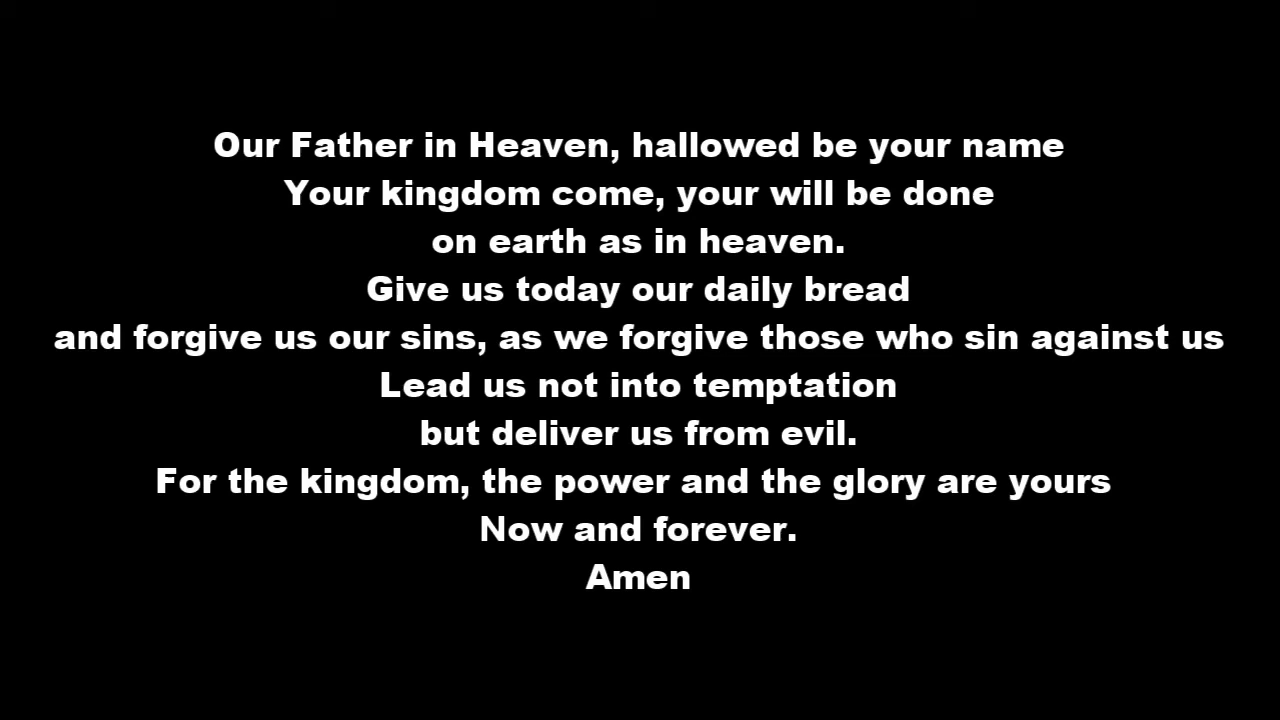 Our Father in Heaven, hallowed be your name
Your kingdom come, your will be done
on earth as in heaven.
Give us today our daily bread
and forgive us our sins, as we forgive those who sin against us
Lead us not into temptation
but deliver us from evil.
For the kingdom, the power and the glory are yours
Now and forever.
Amen